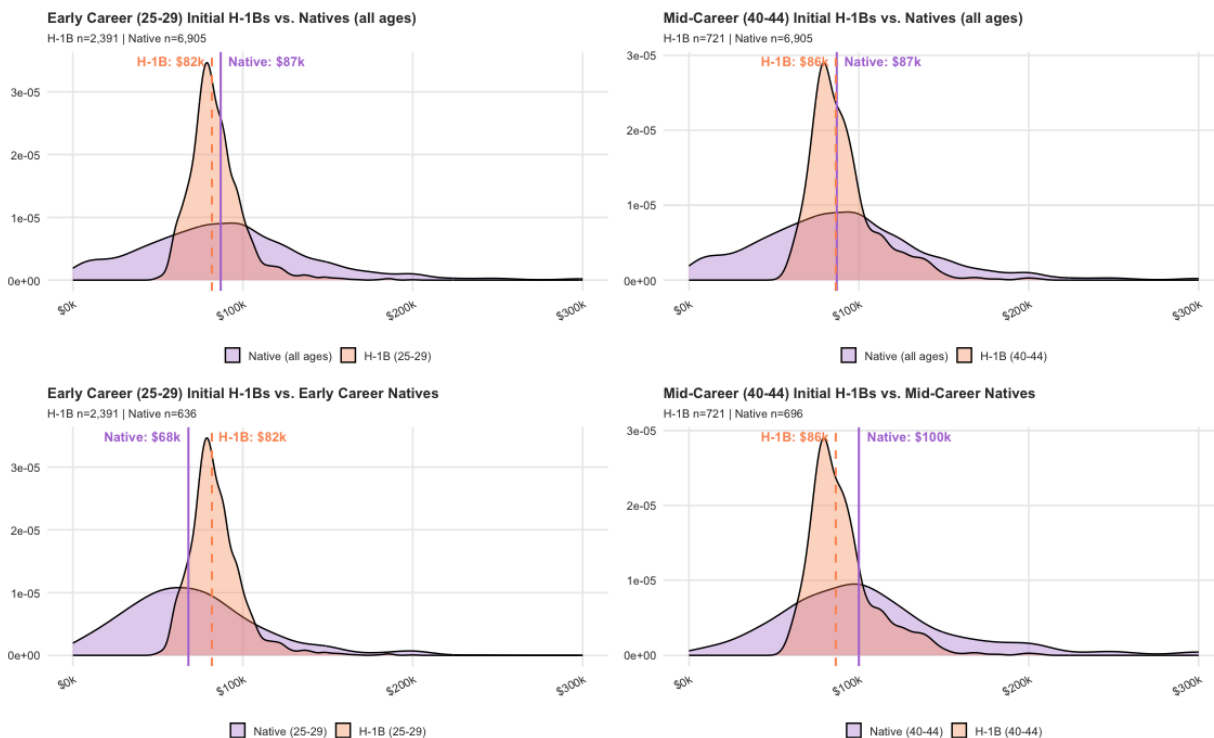 Early Career (25-29) Initial H-1Bs vs. Natives (all ages)
H-1B n=2,391 | Native n=6,905
H-1B: $82k
Native: $87k
3e-05
2e-05
1e-05
0e+00
$0k
$100k
$200k
$300k
Native (all ages)
H-1B (25-29)
Mid-Career (40-44) Initial H-1Bs vs. Natives (all ages)
H-1B n=721 | Native n=6,905
H-1B: $86k
Native: $87k
3e-05
2e-05
1e-05
0e+00
$0k
$100k
$200k
$300k
Native (all ages)
H-1B (40-44)
Early Career (25-29) Initial H-1Bs vs. Early Career Natives
H-1B n=2,391 | Native n=636
Native: $68k
H-1B: $82k
3e-05
2e-05
1e-05
0e+00
$0k
$100k
$200k
$300k
Native (25-29)
H-1B (25-29)
Mid-Career (40-44) Initial H-1Bs vs. Mid-Career Natives
H-1B n=721 | Native n=696
H-1B: $86k
Native: $100k
3e-05
2e-05
1e-05
0e+00
$0k
$100k
$200k
$300k
Native (40-44)
H-1B (40-44)